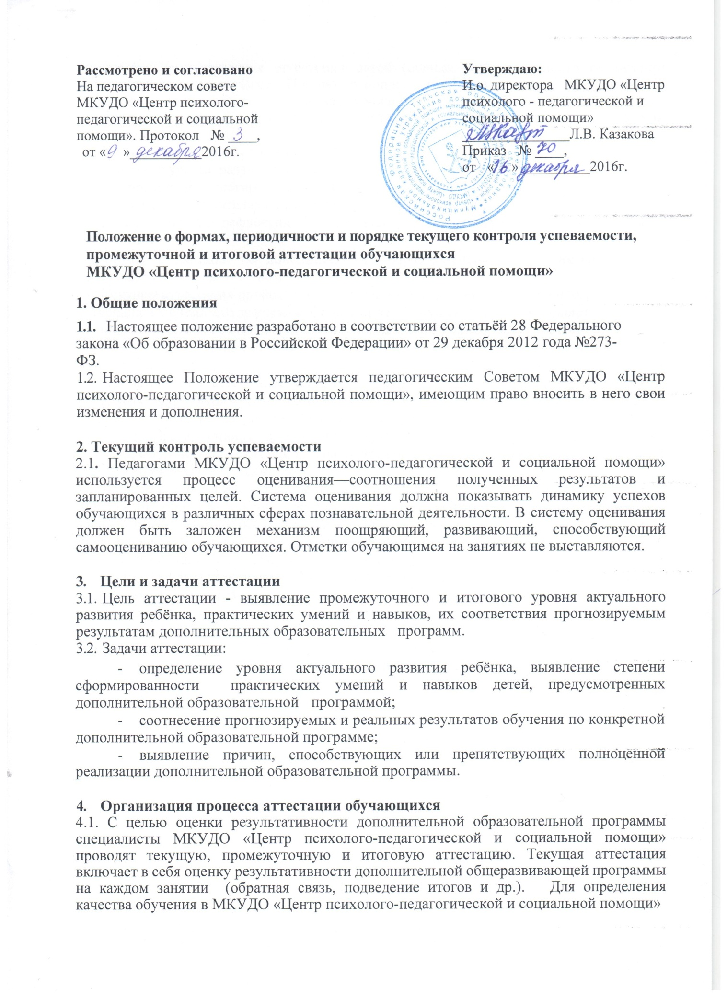 Рассмотрено и согласовано
На педагогическом совете
МКУДО «Центр психолого-
педагогической и социальной
помощи». Протокол № 3,
от «9» декабря 2016г.
Утверждаю:
И.о. директора МКУДО «Центр
психолого - педагогической и
социальной помощи»
Л.В. Казакова
Приказ № 70,
от «16» декабря 2016г.
Положение о формах, периодичности и порядке текущего контроля успеваемости,
промежуточной и итоговой аттестации обучающихся
МКУДО «Центр психолого-педагогической и социальной помощи»
1. Общие положения
1.1. Настоящее положение разработано в соответствии со статьёй 28 Федерального
закона «Об образовании в Российской Федерации» от 29 декабря 2012 года №273-
ФЗ.
1.2. Настоящее Положение утверждается педагогическим Советом МКУДО «Центр
психолого-педагогической и социальной помощи», имеющим право вносить в него свои
изменения и дополнения.
2. Текущий контроль успеваемости
2.1. Педагогами МКУДО «Центр психолого-педагогической и социальной помощи»
используется процесс оценивания—соотношения полученных результатов и
запланированных целей. Система оценивания должна показывать динамику успехов
обучающихся в различных сферах познавательной деятельности. В систему оценивания
должен быть заложен механизм поощряющий, развивающий, способствующий
самооцениванию обучающихся. Отметки обучающимся на занятиях не выставляются.
3. Цели и задачи аттестации
3.1. Цель аттестации - выявление промежуточного и итогового уровня актуального
развития ребёнка, практических умений и навыков, их соответствия прогнозируемым
результатам дополнительных образовательных программ.
3.2. Задачи аттестации:
- определение уровня актуального развития ребёнка, выявление степени
сформированности практических умений и навыков детей, предусмотренных
дополнительной образовательной программой;
- соотнесение прогнозируемых и реальных результатов обучения по конкретной
дополнительной образовательной программе;
- выявление причин, способствующих или препятствующих полноценной
реализации дополнительной образовательной программы.
4. Организация процесса аттестации обучающихся
4.1. С целью оценки результативности дополнительной образовательной программы
специалисты МКУДО «Центр психолого-педагогической и социальной помощи»
проводят текущую, промежуточную и итоговую аттестацию. Текущая аттестация
включает в себя оценку результативности дополнительной общеразвивающей программы
на каждом занятии (обратная связь, подведение итогов и др.). Для определения
качества обучения в МКУДО «Центр психолого-педагогической и социальной помощи»